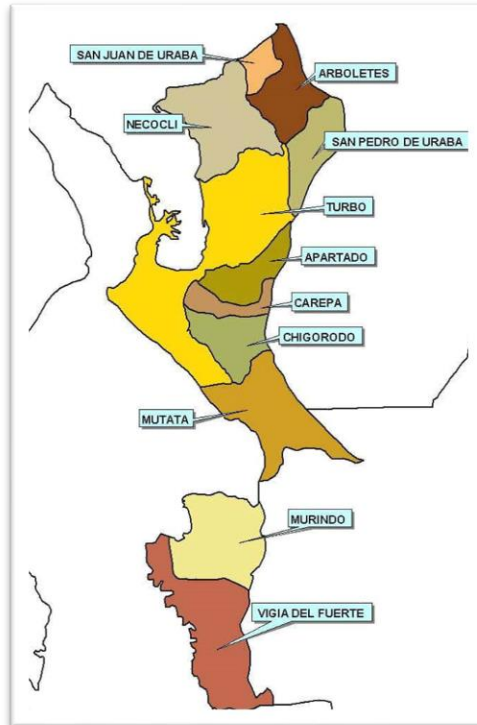 SAN JUAN DE URABA
ARBOLETES
NECOCLI
SAN PEDRO DE URABA
TURBO
APARTADO
CAREPA
CHIGORODO
MUTATA
MURINDO
VIGIA DEL FUERTE